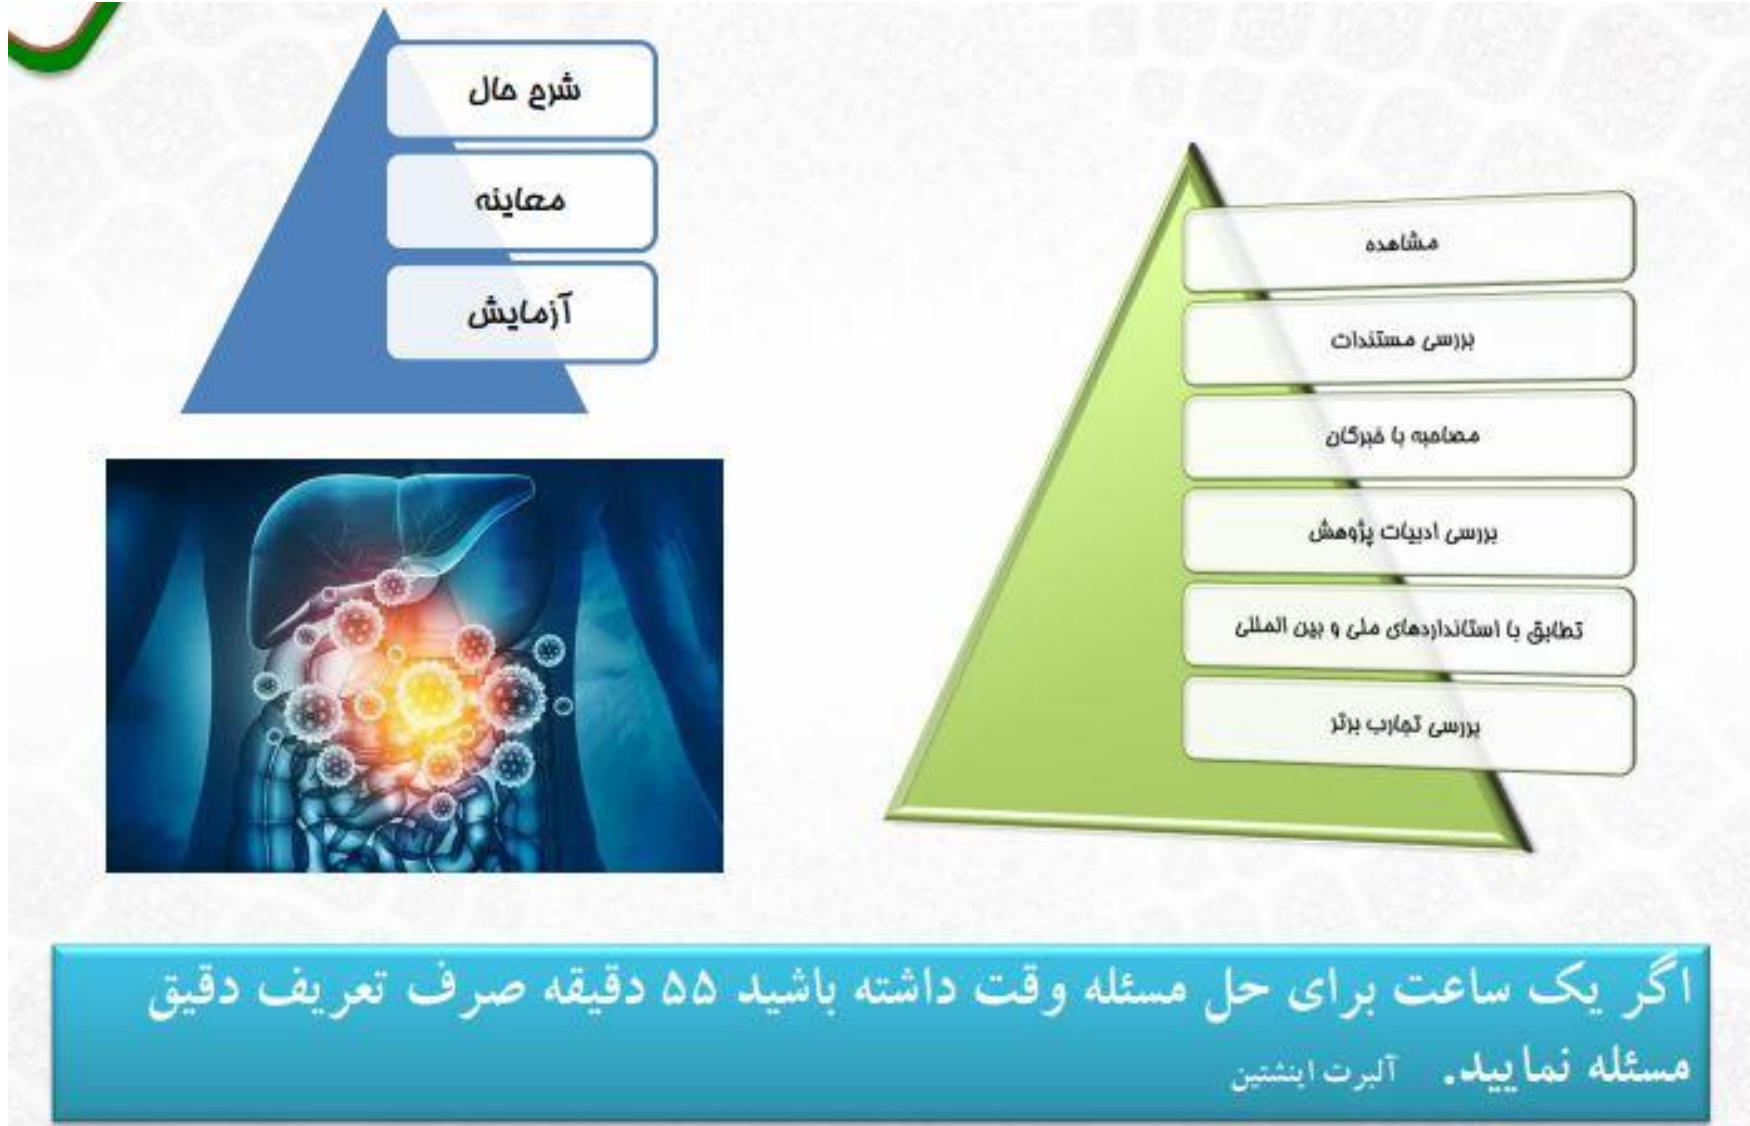 شرح حال
معاینه
آزمایش
مشاهده
بررسی مستندات
مصاحبه با خبرگان
بررسی ادبیات پژوهش
تطابق با استانداردهای ملی و بین المللی
بررسی تجارب برتر
اگر یک ساعت برای حل مسئله وقت داشته باشید ۵۵ دقیقه صرف تعریف دقیق
مسئله نمایید. آلبرت اینشتین